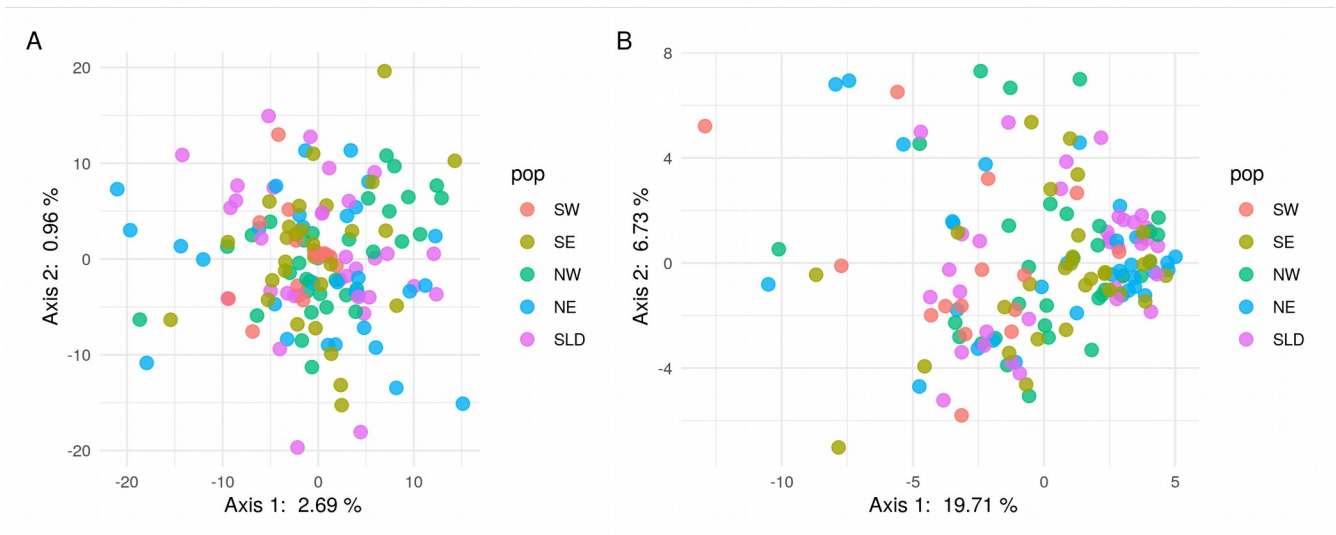 A
20
10
0
-10
-20
-20
-10
0
10
Axis 2: 0.96 %
Axis 1: 2.69 %
pop
SW
SE
NW
NE
SLD
B
8
4
0
-4
-10
-5
0
5
Axis 2: 6.73 %
Axis 1: 19.71 %
pop
SW
SE
NW
NE
SLD